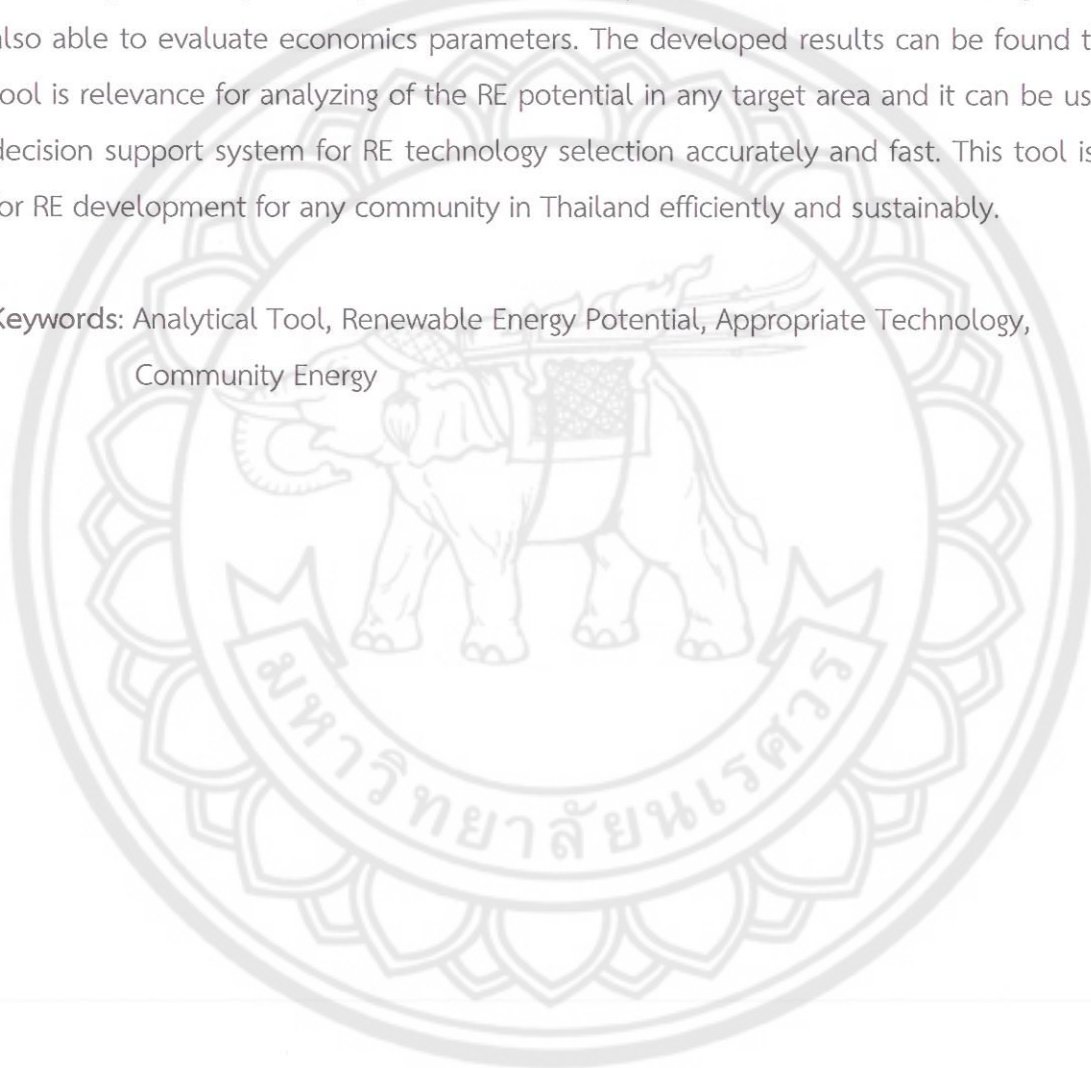 also able to evaluate economics parameters. The developed results can be found t
tool is relevance for analyzing of the RE potential in any target area and it can be us
decision support system for RE technology selection accurately and fast. This tool is
for RE development for any community in Thailand efficiently and sustainably.
Keywords: Analytical Tool, Renewable Energy Potential, Appropriate Technology,
Community Energy
มหาวิทยาลัยนเรศวร